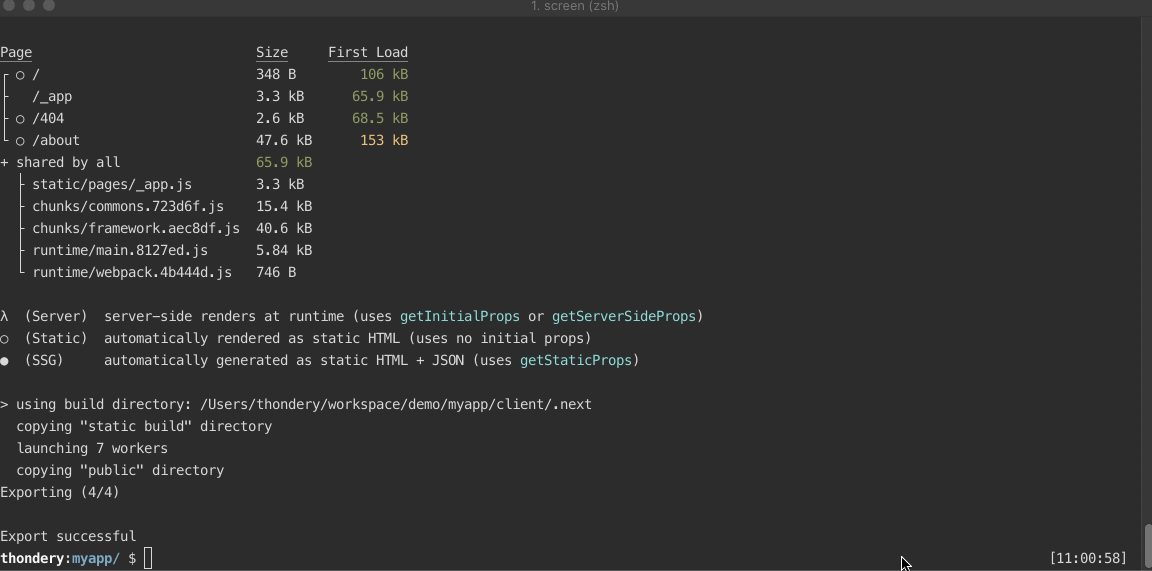 1. screen (zsh)
Page Size First Load
┌ ○ / 348 B 106 kB
├ /_app 3.3 kB 65.9 kB
├ ○ /404 2.6 kB 68.5 kB
└ ○ /about 47.6 kB 153 kB
+ shared by all 65.9 kB
├ static/pages/_app.js 3.3 kB
├ chunks/commons.723d6f.js 15.4 kB
├ chunks/framework.aec8df.js 40.6 kB
├ runtime/main.8127ed.js 5.84 kB
└ runtime/webpack.4b444d.js 746 B
λ (Server) server-side renders at runtime (uses getInitialProps or getServerSideProps)
○ (Static) automatically rendered as static HTML (uses no initial props)
● (SSG) automatically generated as static HTML + JSON (uses getStaticProps)
> using build directory: /Users/thondery/workspace/demo/myapp/client/.next
copying "static build" directory
launching 7 workers
copying "public" directory
Exporting (4/4)
Export successful
thondery:myapp/ $ [11:00:58]